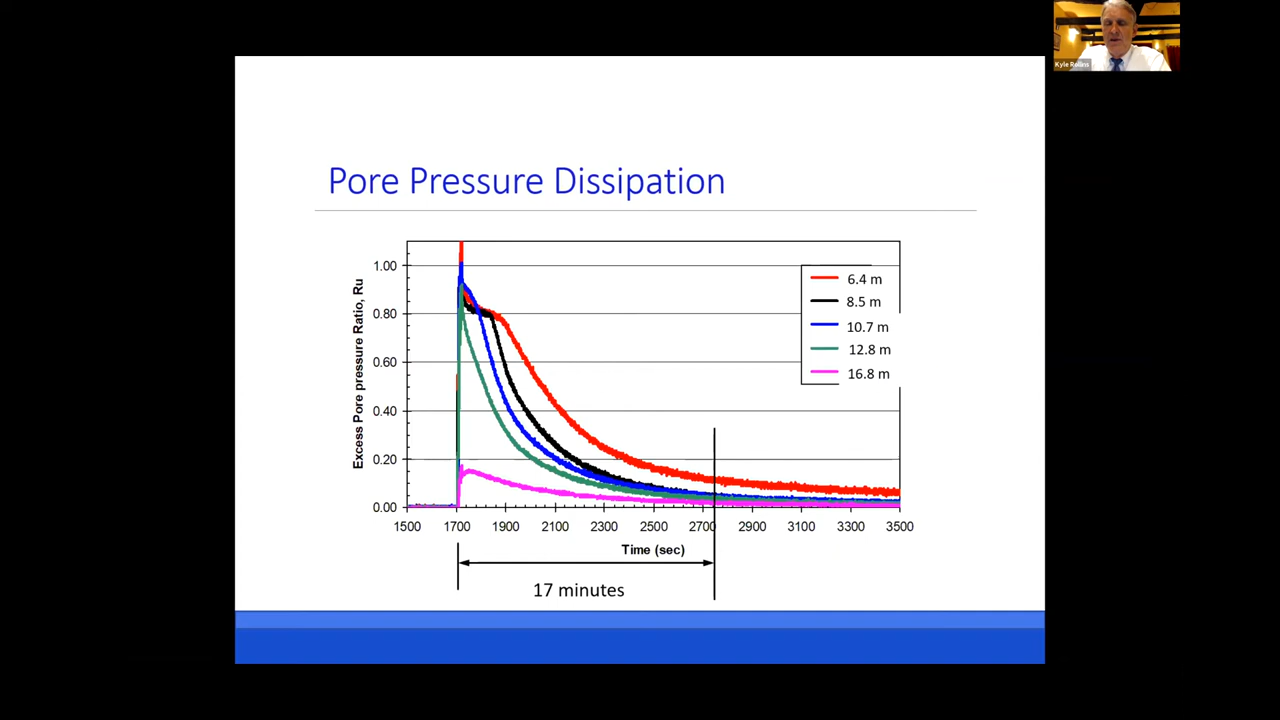 Kyle Rollins
Pore Pressure Dissipation
Excess Pore pressure Ratio, Ru
1.00
0.80
0.60
0.40
0.20
0.00
6.4 m
8.5 m
10.7 m
12.8 m
16.8 m
1500 1700 1900 2100 2300 2500 2700 2900 3100 3300 3500
Time (sec)
17 minutes